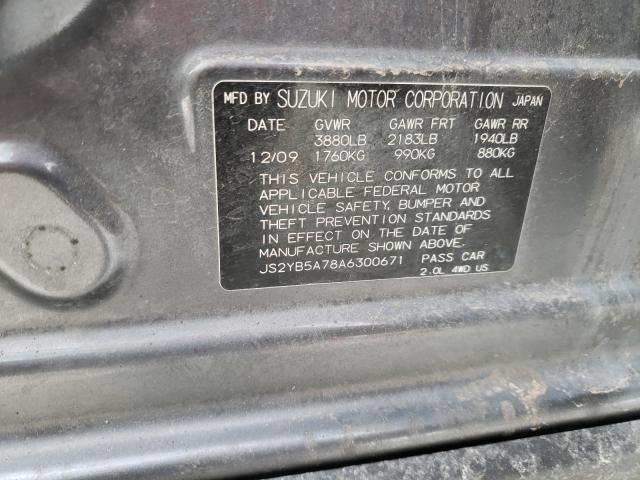 MFD BY SUZUKI MOTOR CORPORATION JAPAN
DATE GVWR GAWR FRT GAWR RR
3880LB 2183LB 1940LB
12/09 1760KG 990KG 880KG
THIS VEHICLE CONFORMS TO ALL
APPLICABLE FEDERAL MOTOR
VEHICLE SAFETY, BUMPER AND
THEFT PREVENTION STANDARDS
IN EFFECT ON THE DATE OF
MANUFACTURE SHOWN ABOVE.
JS2YB5A78A6300671 PASS CAR
2.0L 4WD US